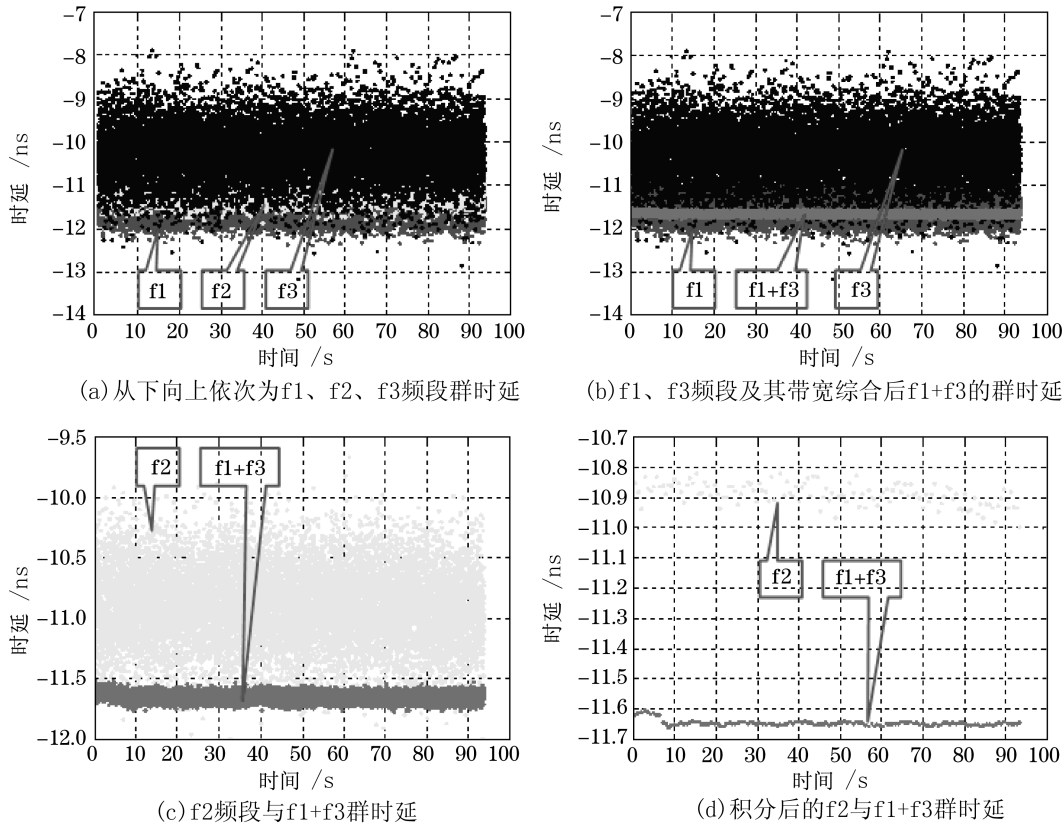 -7
-8
-9
-10
-11
-12
-13
-14
时延 /ns
f1
f2
f3
0 10 20 30 40 50 60 70 80 90 100
时间 /s
(a)从下向上依次为f1、f2、f3频段群时延
-7
-8
-9
-10
-11
-12
-13
-14
时延 /ns
f1
f1+f3
f3
0 10 20 30 40 50 60 70 80 90 100
时间 /s
(b)f1、f3频段及其带宽综合后f1+f3的群时延
-9.5
-10.0
-10.5
-11.0
-11.5
-12.0
时延 /ns
f2
f1+f3
0 10 20 30 40 50 60 70 80 90 100
时间 /s
(c)f2频段与f1+f3群时延
-10.7
-10.8
-10.9
-11.0
-11.1
-11.2
-11.3
-11.4
-11.5
-11.6
-11.7
时延 /ns
f2
f1+f3
0 10 20 30 40 50 60 70 80 90 100
时间 /s
(d)积分后的f2与f1+f3群时延